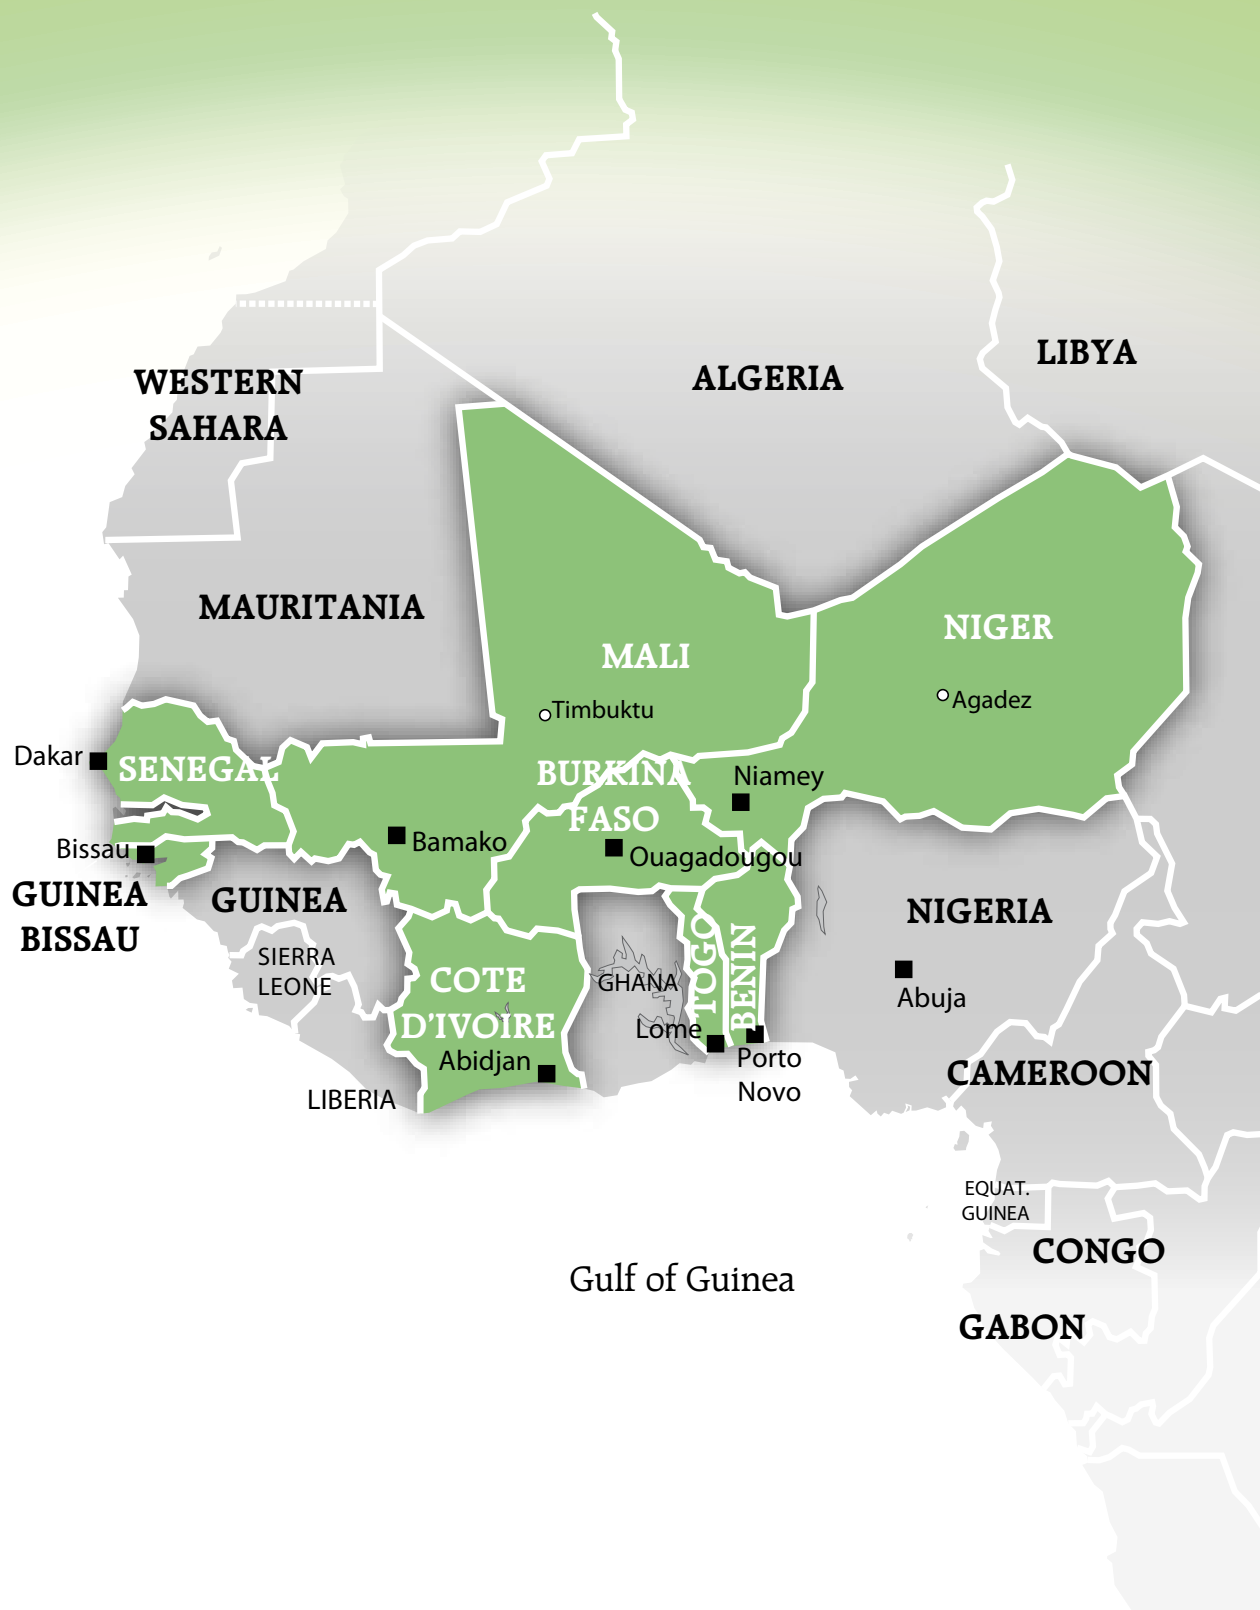 LIBYA
ALGERIA
WESTERN
SAHARA
MAURITANIA
NIGER
MALI
Agadez
Timbuktu
Dakar
SENEGAL
BURKINA
FASO
Niamey
Bamako
Bissau
Ouagadougou
GUINEA
BISSAU
GUINEA
NIGERIA
SIERRA
LEONE
COTE
D'IVOIRE
GHANA
TOGO
BENIN
Abuja
Lome
Abidjan
Porto
Novo
CAMEROON
LIBERIA
EQUAT.
GUINEA
CONGO
Gulf of Guinea
GABON